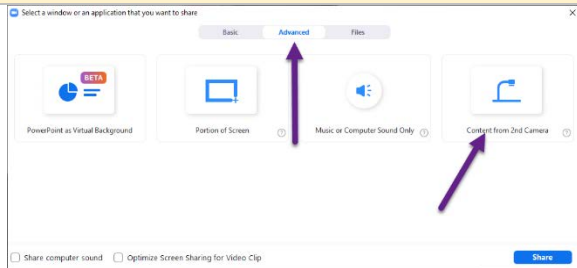 Select a window or an application that you want to share
Basic Advanced Files
BETA
PowerPoint as Virtual Background Portion of Screen Music or Computer Sound Only Content from 2nd Camera
Share computer sound Optimize Screen Sharing for Video Clip Share